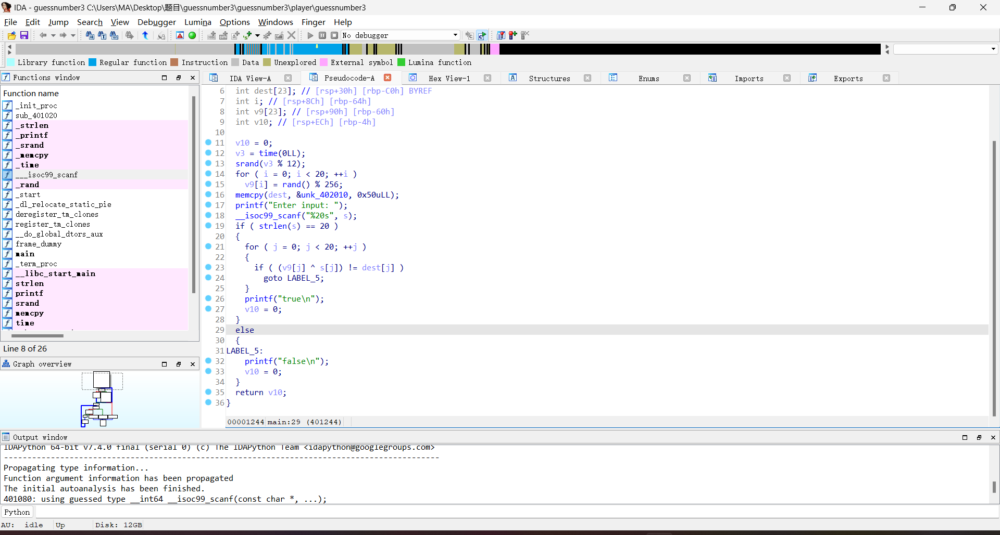 IDA - guessnumber3 C:\Users\MA\Desktop\题目\guessnumber3\guessnumber3\player\guessnumber3
File Edit Jump Search View Debugger Lumina Options Windows Finger Help
No debugger
Library function Regular function Instruction Data Unexplored External symbol Lumina function
Functions window
IDA View-A Pseudocode-A Hex View-1 Structures Enums Imports Exports
Function name
_init_proc
sub_401020
_strlen
_printf
_srand
_memcpy
_time
___isoc99_scanf
_rand
_start
_dl_relocate_static_pie
deregister_tm_clones
register_tm_clones
__do_global_dtors_aux
frame_dummy
main
_term_proc
__libc_start_main
strlen
printf
srand
memcpy
time
Line 8 of 26
Graph overview
6 int dest[23]; // [rsp+30h] [rbp-C0h] BYREF
7 int i; // [rsp+8Ch] [rbp-64h]
8 int v9[23]; // [rsp+90h] [rbp-60h]
9 int v10; // [rsp+ECh] [rbp-4h]
10
11 v10 = 0;
12 v3 = time(0LL);
13 srand(v3 % 12);
14 for ( i = 0; i < 20; ++i )
15 v9[i] = rand() % 256;
16 memcpy(dest, &unk_402010, 0x50uLL);
17 printf("Enter input: ");
18 __isoc99_scanf("%20s", s);
19 if ( strlen(s) == 20 )
20 {
21 for ( j = 0; j < 20; ++j )
22 {
23 if ( (v9[j] ^ s[j]) != dest[j] )
24 goto LABEL_5;
25 }
26 printf("true\n");
27 v10 = 0;
28 }
29 else
30 {
31 LABEL_5:
32 printf("false\n");
33 v10 = 0;
34 }
35 return v10;
36 }
00001244 main:29 (401244)
Output window
IDAPython 64-bit v7.4.0 final (serial 0) (c) The IDAPython Team <idapython@googlegroups.com>
---------------------------------------------------------------------------------------------
Propagating type information...
Function argument information has been propagated
The initial autoanalysis has been finished.
401080: using guessed type __int64 __isoc99_scanf(const char *, ...);
Python
AU: idle Up Disk: 12GB